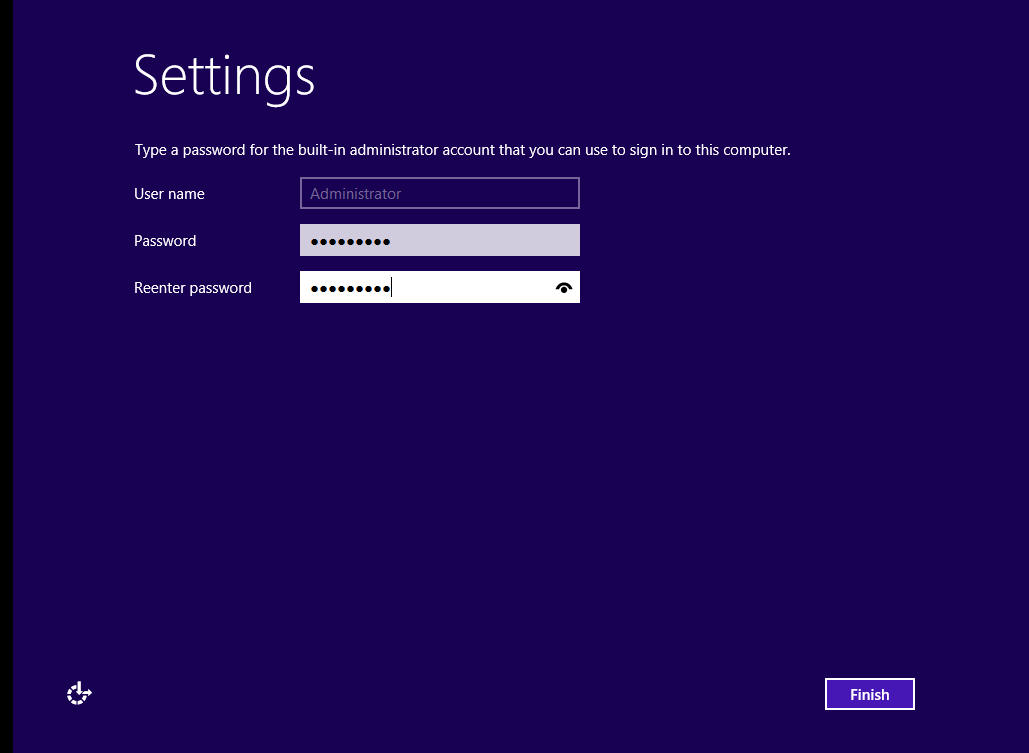 Settings
Type a password for the built-in administrator account that you can use to sign in to this computer.
User name
Administrator
Password
●●●●●●●●●
Reenter password
●●●●●●●●●
Finish